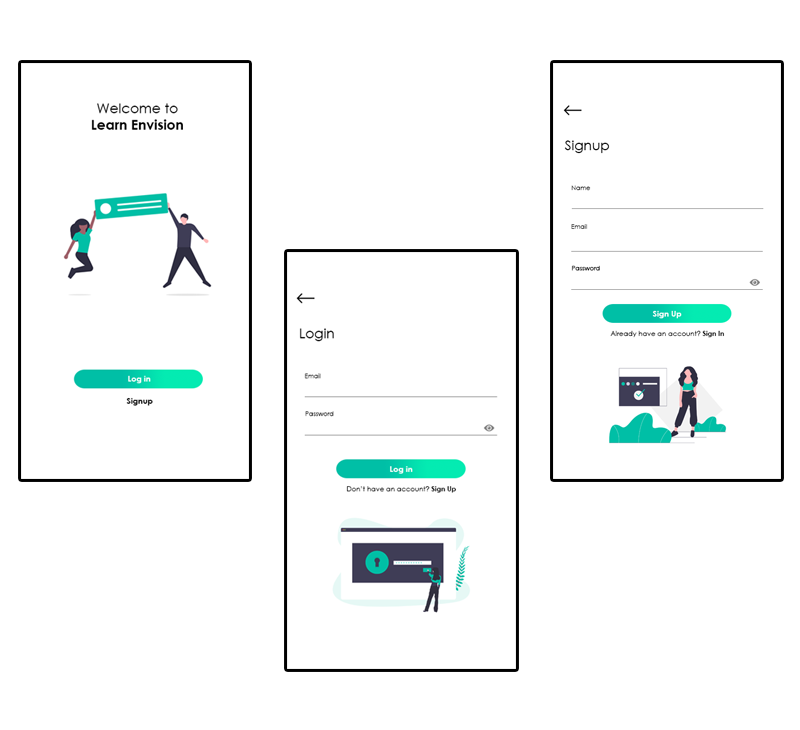 Welcome to
Learn Envision
Log in
Signup
Login
Email
Password
Log in
Don't have an account? Sign Up
Signup
Name
Email
Password
Sign Up
Already have an account? Sign In